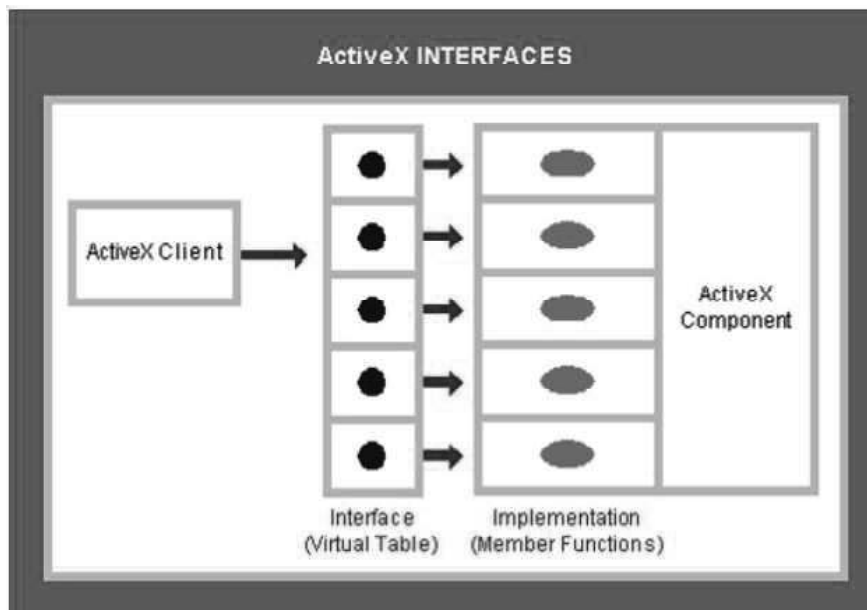 ActiveX INTERFACES
ActiveX Client
ActiveX
Component
Interface
(Virtual Table)
Implementation
(Member Functions)